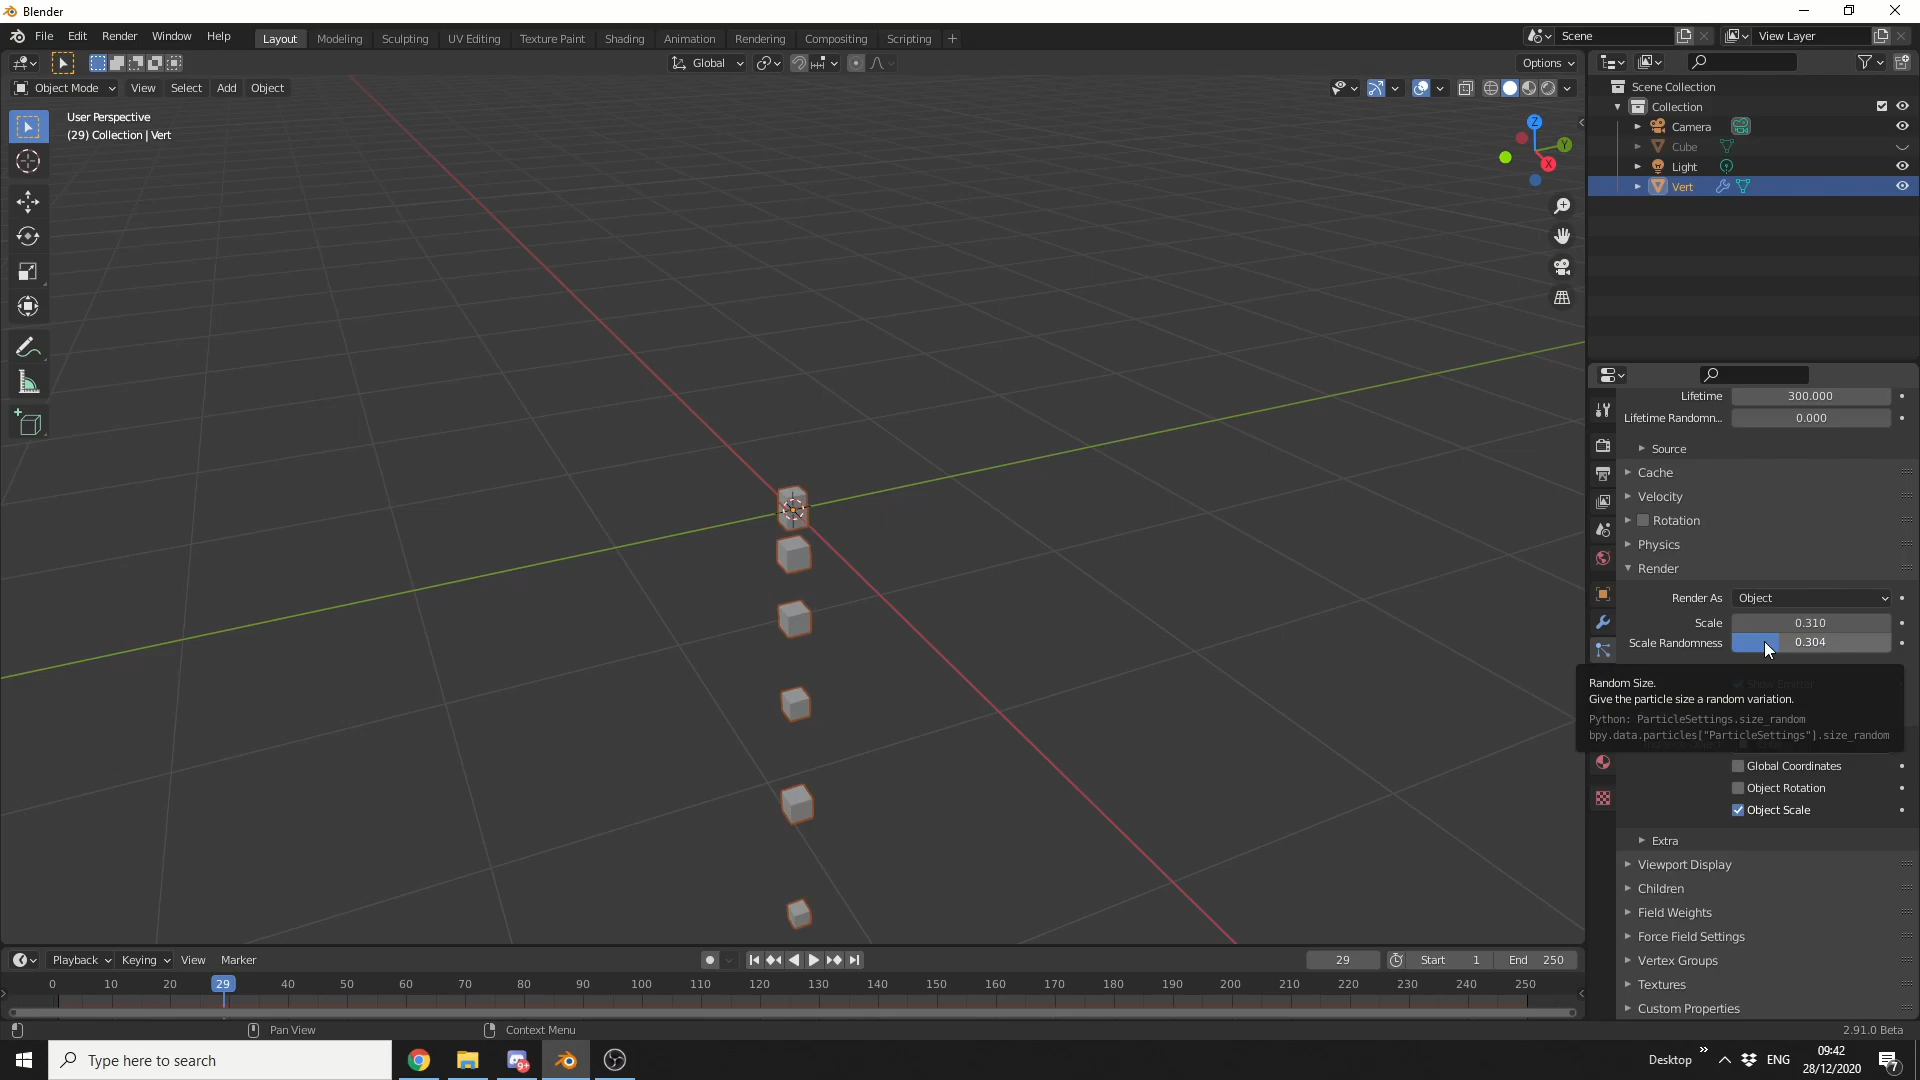 Blender
File Edit Render Window Help
Layout Modeling Sculpting UV Editing Texture Paint Shading Animation Rendering Compositing Scripting +
Scene
View Layer
Global
Options
Object Mode View Select Add Object
User Perspective
(29) Collection | Vert
Z
Y
X
Scene Collection
Collection
Camera
Cube
Light
Vert
Lifetime 300.000
Lifetime Randomn... 0.000
Source
Cache
Velocity
Rotation
Physics
Render
Render As Object
Scale 0.310
Scale Randomness 0.304
Random Size.
Give the particle size a random variation.
Python: ParticleSettings.size_random
bpy.data.particles["ParticleSettings"].size_random
Global Coordinates
Object Rotation
Object Scale
Extra
Viewport Display
Children
Field Weights
Force Field Settings
Vertex Groups
Textures
Custom Properties
Playback Keying View Marker
29 Start 1 End 250
0 10 20 29 40 50 60 70 80 90 100 110 120 130 140 150 160 170 180 190 200 210 220 230 240 250
Pan View
Context Menu
2.91.0 Beta
Type here to search
Desktop » ENG
09:42
28/12/2020
7